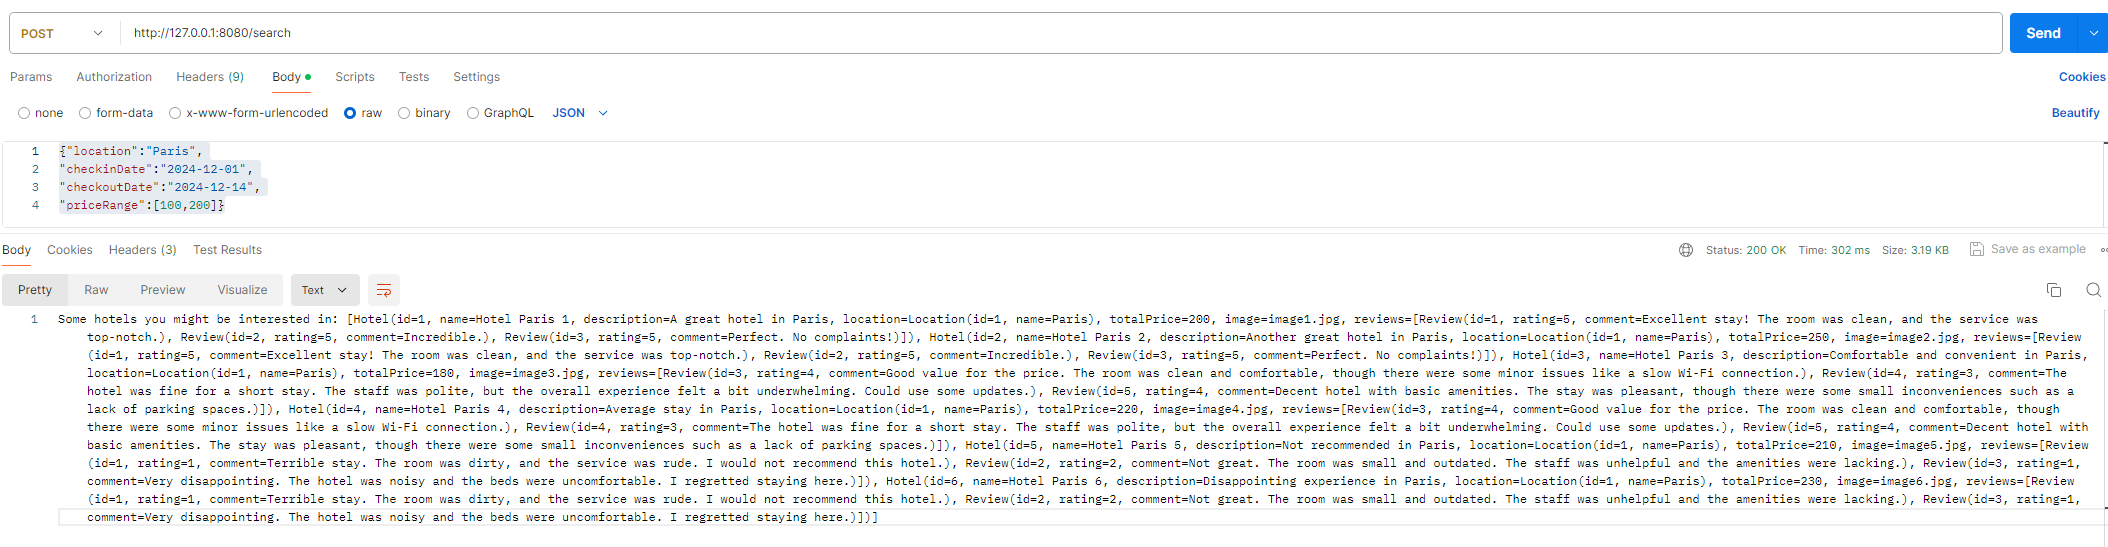 POST http://127.0.0.1:8080/search Send
Params Authorization Headers (9) Body Scripts Tests Settings Cookies
none form-data x-www-form-urlencoded raw binary GraphQL JSON Beautify
1 {"location":"Paris",
2 "checkinDate":"2024-12-01",
3 "checkoutDate":"2024-12-14",
4 "priceRange":[100,200]}
Body Cookies Headers (3) Test Results Status: 200 OK Time: 302 ms Size: 3.19 KB Save as example
Pretty Raw Preview Visualize Text
1 Some hotels you might be interested in: [Hotel(id=1, name=Hotel Paris 1, description=A great hotel in Paris, location=Location(id=1, name=Paris), totalPrice=200, image=image1.jpg, reviews=[Review(id=1, rating=5, comment=Excellent stay! The room was clean, and the service was
top-notch.), Review(id=2, rating=5, comment=Incredible.), Review(id=3, rating=5, comment=Perfect. No complaints!)]), Hotel(id=2, name=Hotel Paris 2, description=Another great hotel in Paris, location=Location(id=1, name=Paris), totalPrice=250, image=image2.jpg, reviews=[Review
(id=1, rating=5, comment=Excellent stay! The room was clean, and the service was top-notch.), Review(id=2, rating=5, comment=Incredible.), Review(id=3, rating=5, comment=Perfect. No complaints!)]), Hotel(id=3, name=Hotel Paris 3, description=Comfortable and convenient in Paris,
location=Location(id=1, name=Paris), totalPrice=180, image=image3.jpg, reviews=[Review(id=3, rating=4, comment=Good value for the price. The room was clean and comfortable, though there were some minor issues like a slow Wi-Fi connection.), Review(id=4, rating=3, comment=The
hotel was fine for a short stay. The staff was polite, but the overall experience felt a bit underwhelming. Could use some updates.), Review(id=5, rating=4, comment=Decent hotel with basic amenities. The stay was pleasant, though there were some small inconveniences such as a
lack of parking spaces.)]), Hotel(id=4, name=Hotel Paris 4, description=Average stay in Paris, location=Location(id=1, name=Paris), totalPrice=220, image=image4.jpg, reviews=[Review(id=3, rating=4, comment=Good value for the price. The room was clean and comfortable, though
there were some minor issues like a slow Wi-Fi connection.), Review(id=4, rating=3, comment=The hotel was fine for a short stay. The staff was polite, but the overall experience felt a bit underwhelming. Could use some updates.), Review(id=5, rating=4, comment=Decent hotel with
basic amenities. The stay was pleasant, though there were some small inconveniences such as a lack of parking spaces.)]), Hotel(id=5, name=Hotel Paris 5, description=Not recommended in Paris, location=Location(id=1, name=Paris), totalPrice=210, image=image5.jpg, reviews=[Review
(id=1, rating=1, comment=Terrible stay. The room was dirty, and the service was rude. I would not recommend this hotel.), Review(id=2, rating=2, comment=Not great. The room was small and outdated. The staff was unhelpful and the amenities were lacking.), Review(id=3, rating=1,
comment=Very disappointing. The hotel was noisy and the beds were uncomfortable. I regretted staying here.)]), Hotel(id=6, name=Hotel Paris 6, description=Disappointing experience in Paris, location=Location(id=1, name=Paris), totalPrice=230, image=image6.jpg, reviews=[Review
(id=1, rating=1, comment=Terrible stay. The room was dirty, and the service was rude. I would not recommend this hotel.), Review(id=2, rating=2, comment=Not great. The room was small and outdated. The staff was unhelpful and the amenities were lacking.), Review(id=3, rating=1,
comment=Very disappointing. The hotel was noisy and the beds were uncomfortable. I regretted staying here.)])]